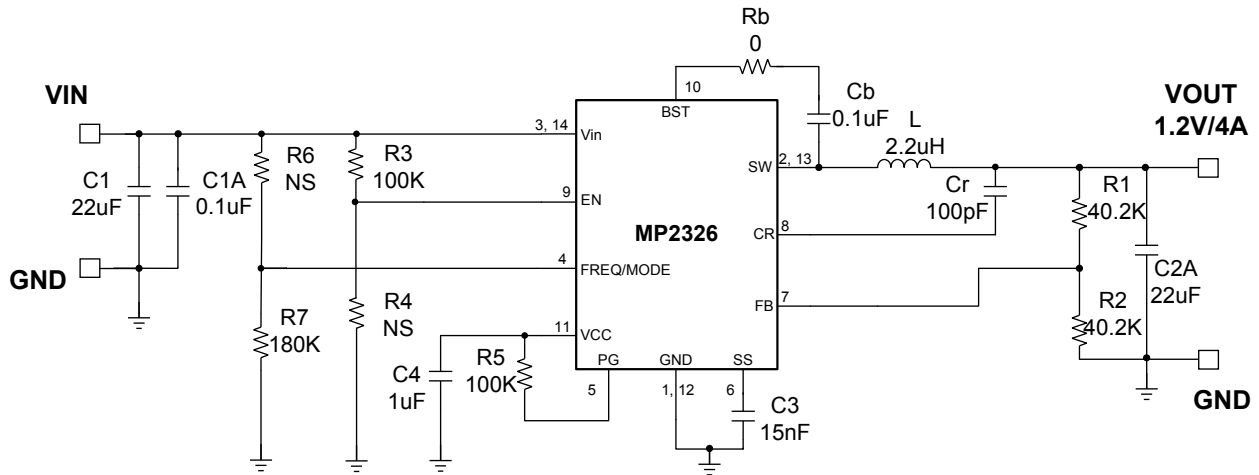 Rb
0
10
BST
Cb
0.1uF
VIN
3, 14
Vin
L
2.2uH
VOUT
1.2V/4A
SW
2, 13
R6
NS
R3
100K
C1
22uF
C1A
0.1uF
9
EN
Cr
100pF
R1
40.2K
MP2326
CR
8
GND
4
FREQ/MODE
C2A
22uF
R4
NS
FB
7
R2
40.2K
R7
180K
11
VCC
R5
100K
PG
GND
SS
C4
1uF
5
1, 12
6
C3
15nF
GND